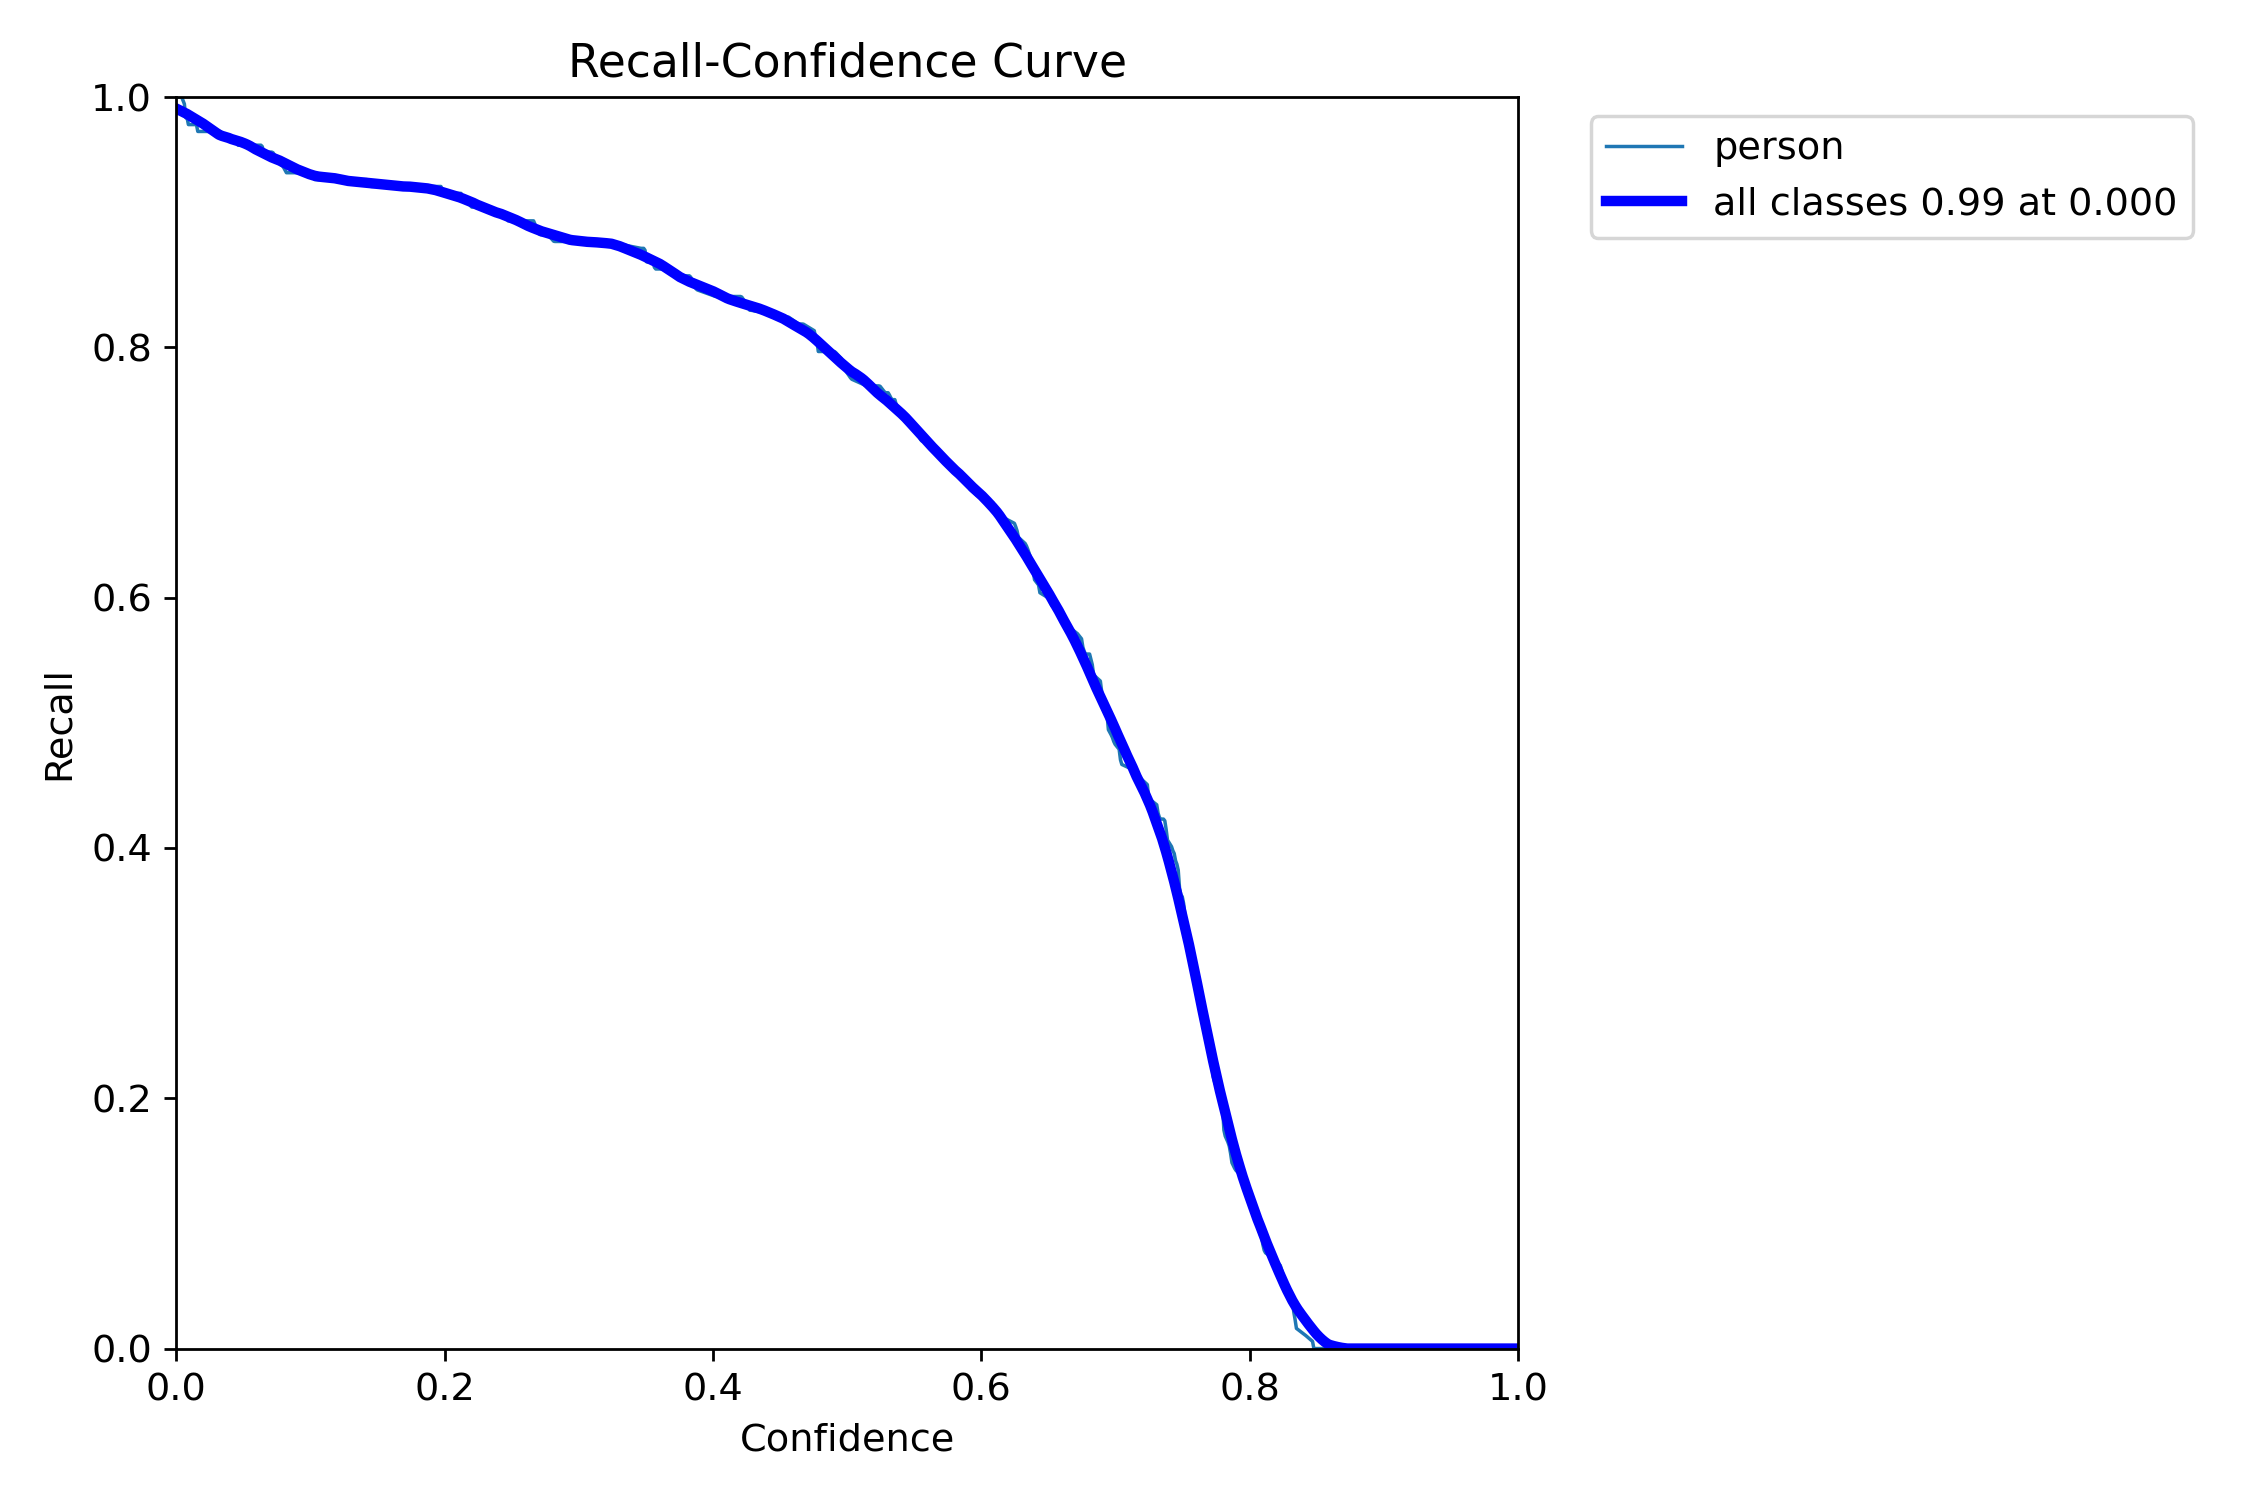 Recall-Confidence Curve
person
all classes 0.99 at 0.000
1.0
0.8
0.6
0.4
0.2
0.0
Recall
0.0 0.2 0.4 0.6 0.8 1.0
Confidence